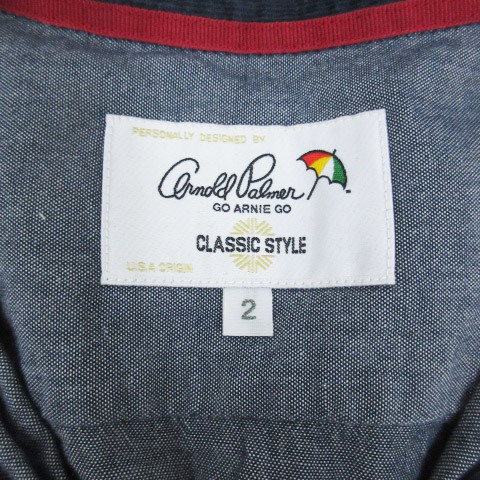 PERSONALLY DESIGNED BY
Arnold Palmer
GO ARNIE GO
CLASSIC STYLE
U.S.A ORIGIN
2